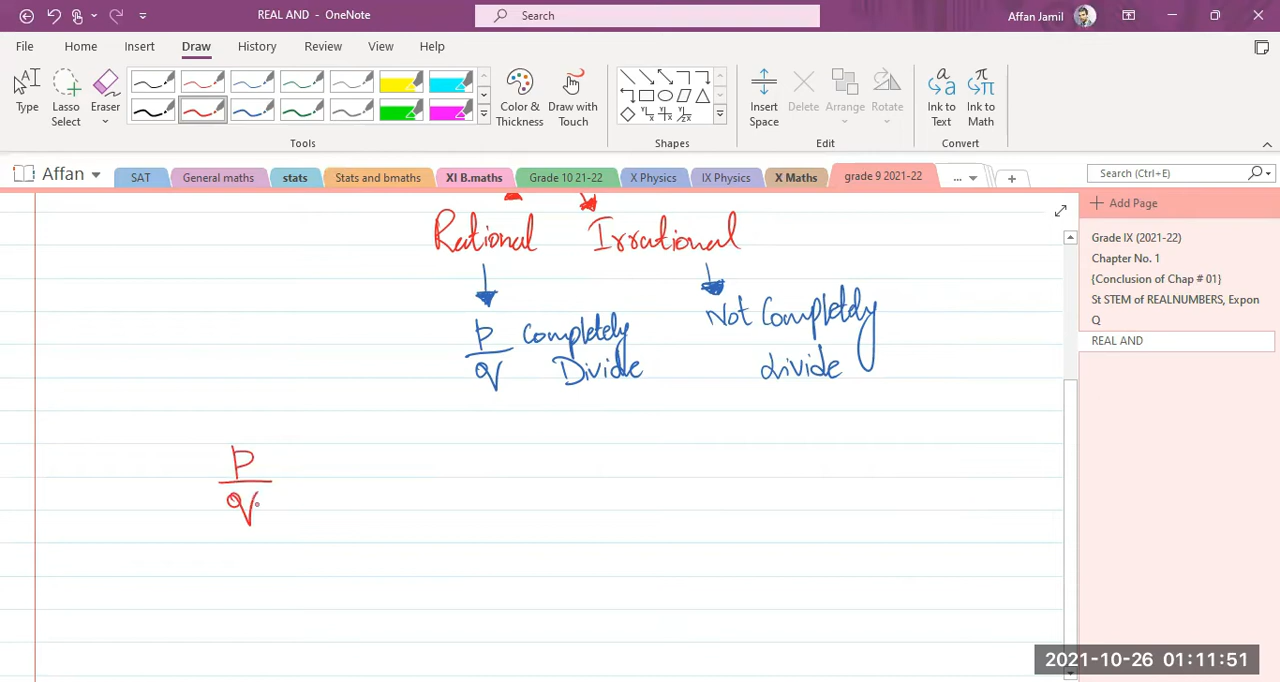 REAL AND - OneNote
Search
Affan Jamil
File Home Insert Draw History Review View Help
Type
Lasso Select
Eraser
Color & Thickness
Draw with Touch
Insert Space
Delete
Arrange
Rotate
Ink to Text
Ink to Math
Tools
Shapes
Edit
Convert
Affan
SAT
General maths
stats
Stats and bmaths
XI B.maths
Grade 10 21-22
X Physics
IX Physics
X Maths
grade 9 2021-22
...
Search (Ctrl+E)
Add Page
Grade IX (2021-22)
Chapter No. 1
{Conclusion of Chap # 01}
St STEM of REALNUMBERS, Expon
Q
REAL AND
Rational Irrational
P Completely
q Divide
Not Completely
divide
P
q
2021-10-26 01:11:51